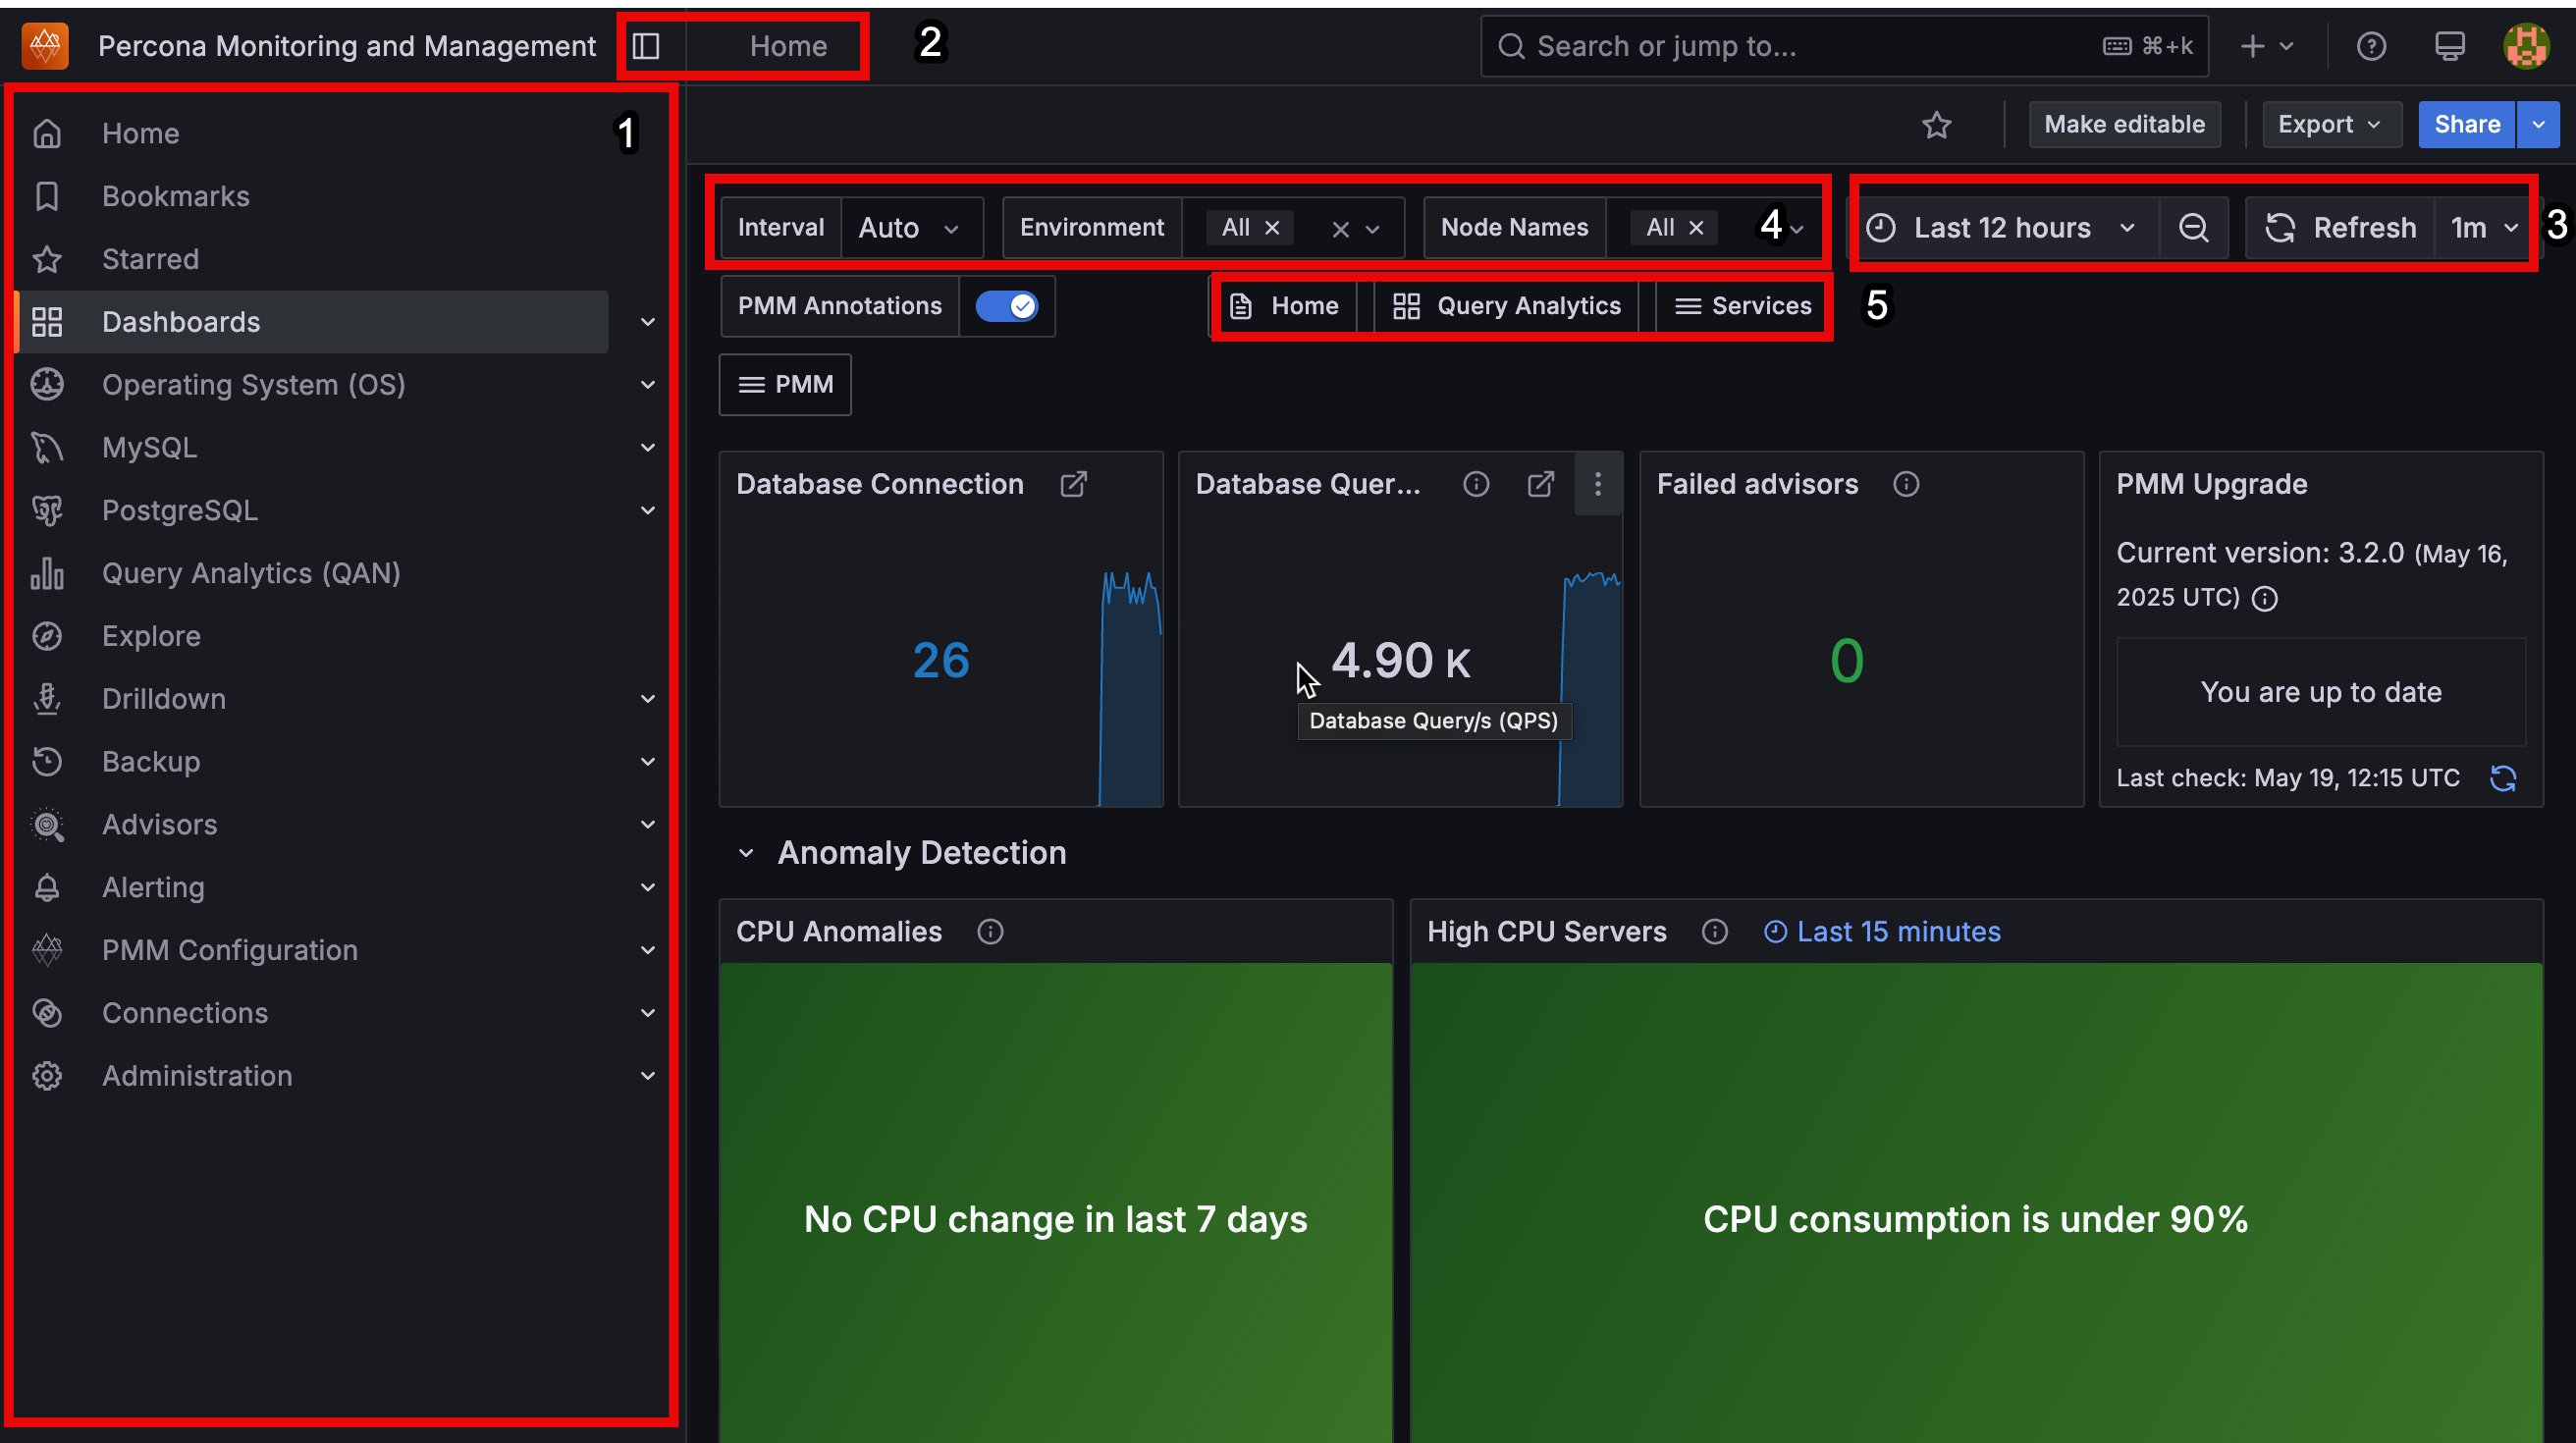 Percona Monitoring and Management
Home
2
Search or jump to...
⌘+k
1
Home
Bookmarks
Starred
Dashboards
Operating System (OS)
MySQL
PostgreSQL
Query Analytics (QAN)
Explore
Drilldown
Backup
Advisors
Alerting
PMM Configuration
Connections
Administration
Make editable
Export
Share
Interval Auto
Environment All
Node Names All
4
Last 12 hours
Refresh 1m
3
PMM Annotations
Home
Query Analytics
Services
5
PMM
Database Connection
26
Database Quer...
4.90 K
Database Query/s (QPS)
Failed advisors
0
PMM Upgrade
Current version: 3.2.0 (May 16,
2025 UTC)
You are up to date
Last check: May 19, 12:15 UTC
Anomaly Detection
CPU Anomalies
No CPU change in last 7 days
High CPU Servers
Last 15 minutes
CPU consumption is under 90%